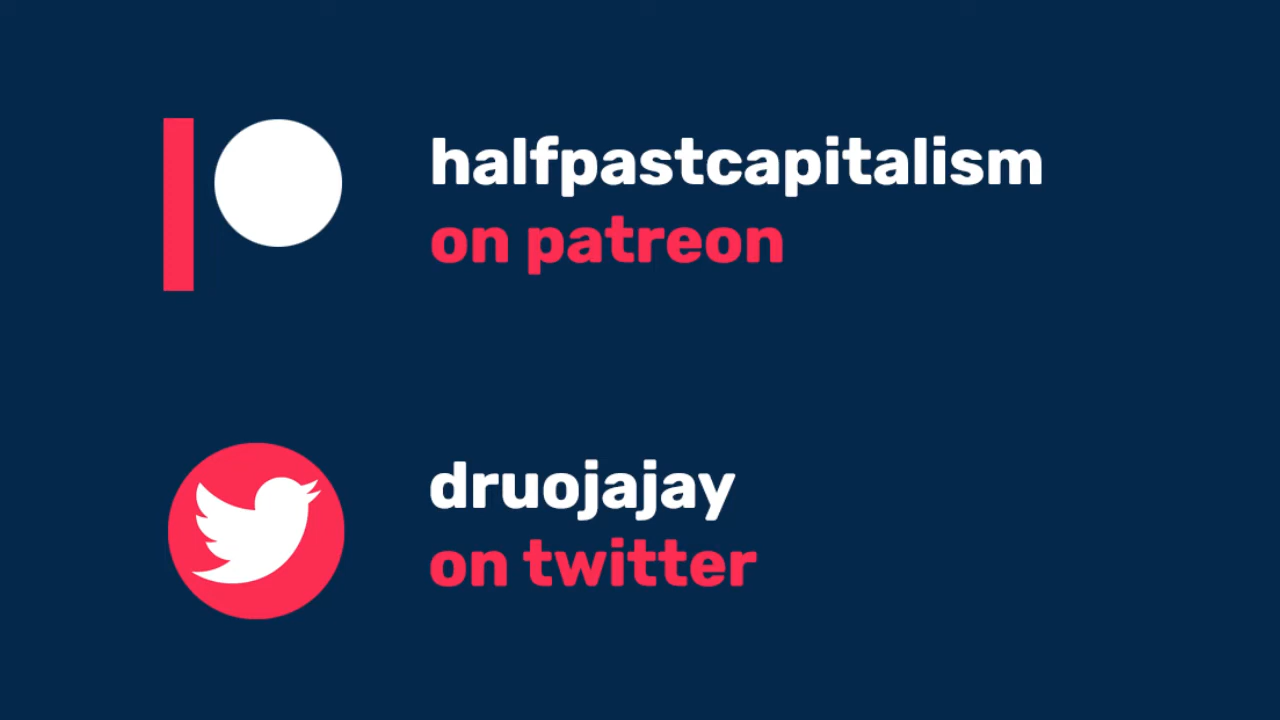 halfpastcapitalism
on patreon
druojajay
on twitter